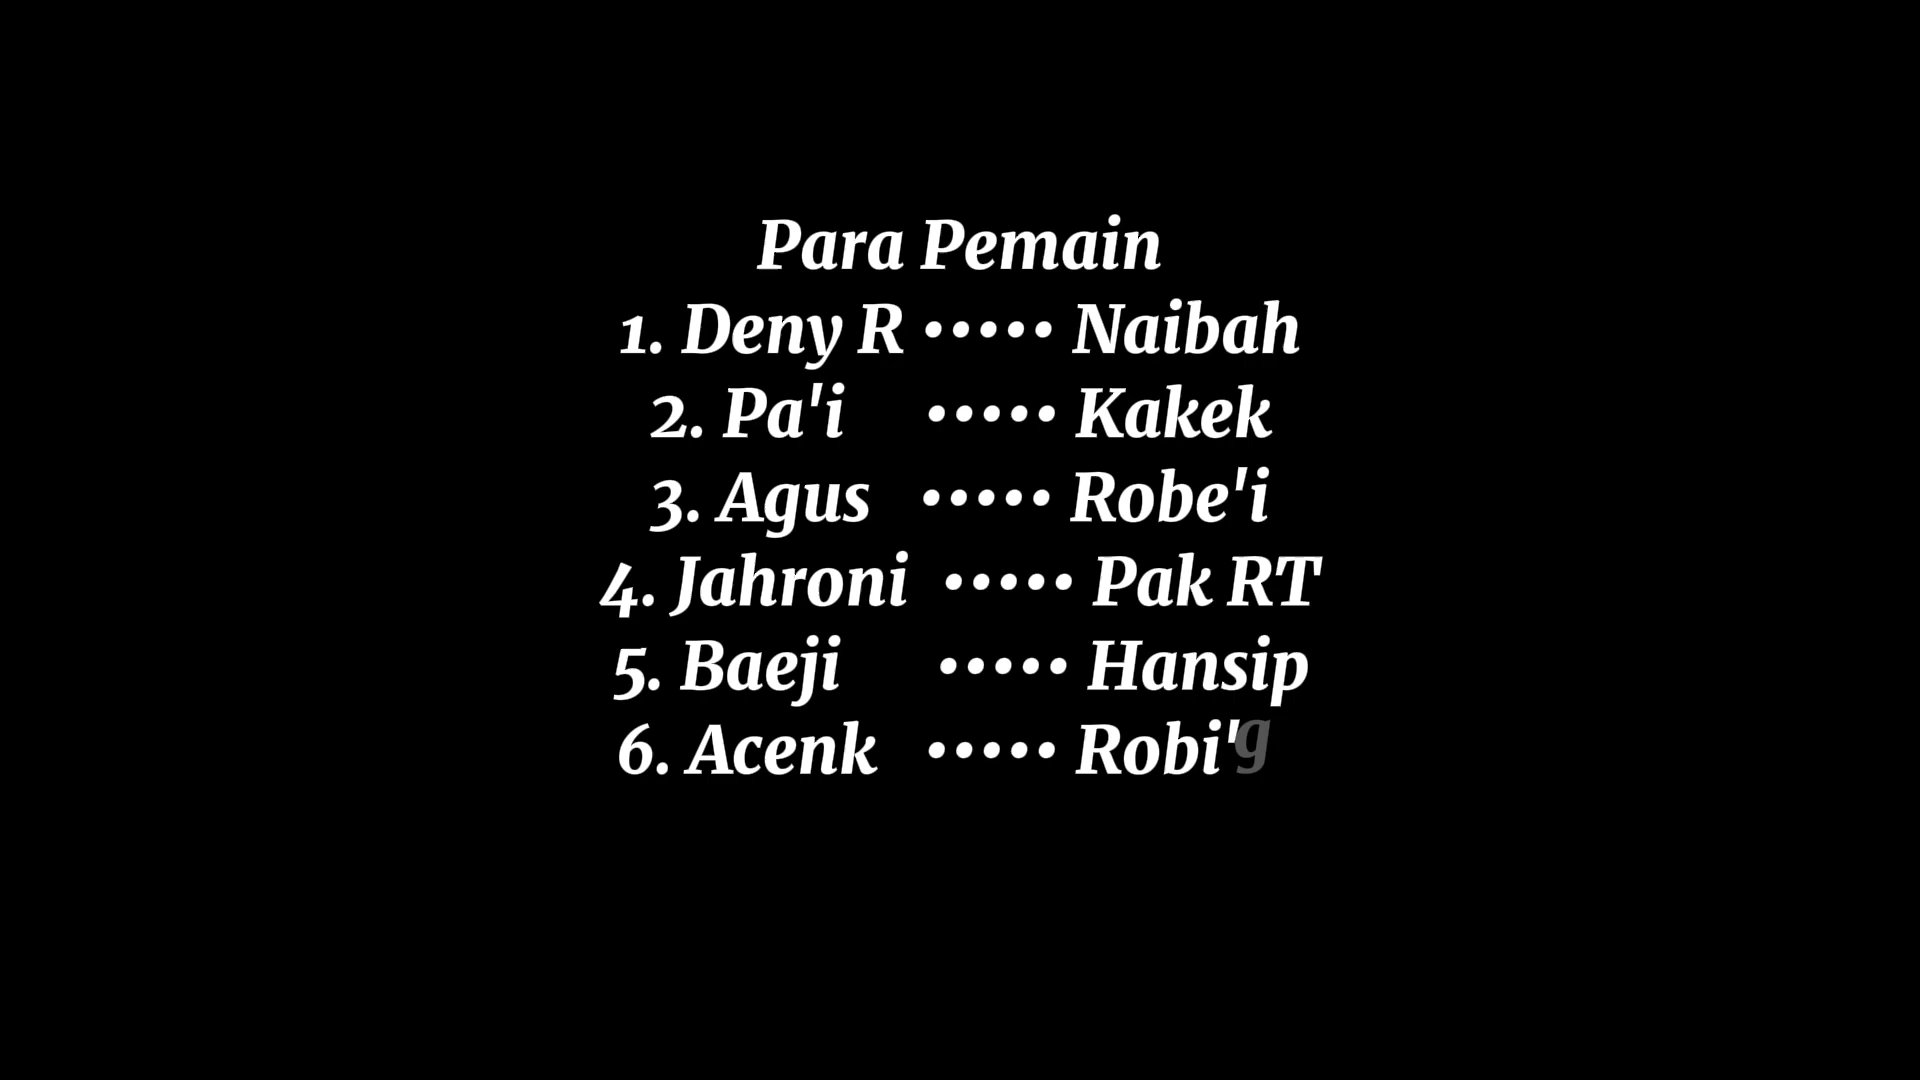 Para Pemain
1. Deny R ••••• Naibah
2. Pa'i ••••• Kakek
3. Agus ••••• Robe'i
4. Jahroni ••••• Pak RT
5. Baeji ••••• Hansip
6. Acenk ••••• Robi'g